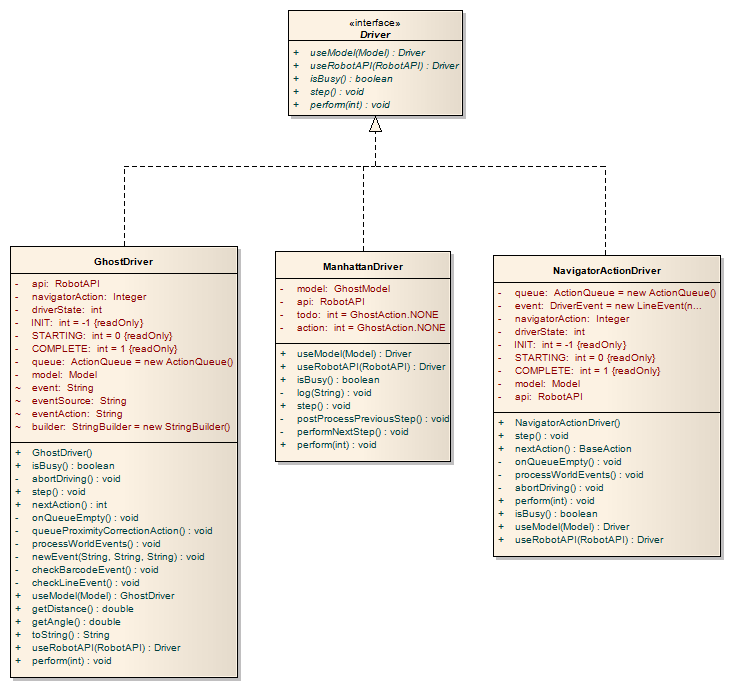 «interface»
Driver
+ useModel(Model) : Driver
+ useRobotAPI(RobotAPI) : Driver
+ isBusy() : boolean
+ step() : void
+ perform(int) : void
GhostDriver
- api: RobotAPI
- navigatorAction: Integer
- driverState: int
- INIT: int = -1 {readOnly}
- STARTING: int = 0 {readOnly}
- COMPLETE: int = 1 {readOnly}
- queue: ActionQueue = new ActionQueue()
- model: Model
~ event: String
~ eventSource: String
~ eventAction: String
~ builder: StringBuilder = new StringBuilder()
+ GhostDriver()
+ isBusy() : boolean
- abortDriving() : void
+ step() : void
+ nextAction() : int
- onQueueEmpty() : void
- queueProximityCorrectionAction() : void
- processWorldEvents() : void
- newEvent(String, String, String) : void
- checkBarcodeEvent() : void
- checkLineEvent() : void
+ useModel(Model) : GhostDriver
+ getDistance() : double
+ getAngle() : double
+ toString() : String
+ useRobotAPI(RobotAPI) : Driver
+ perform(int) : void
ManhattanDriver
- model: GhostModel
- api: RobotAPI
- todo: int = GhostAction.NONE
- action: int = GhostAction.NONE
+ useModel(Model) : Driver
+ useRobotAPI(RobotAPI) : Driver
+ isBusy() : boolean
- log(String) : void
+ step() : void
- postProcessPreviousStep() : void
- performNextStep() : void
+ perform(int) : void
NavigatorActionDriver
- queue: ActionQueue = new ActionQueue()
- event: DriverEvent = new LineEvent(n...
- navigatorAction: Integer
- driverState: int
- INIT: int = -1 {readOnly}
- STARTING: int = 0 {readOnly}
- COMPLETE: int = 1 {readOnly}
- model: Model
- api: RobotAPI
+ NavigatorActionDriver()
+ step() : void
+ nextAction() : BaseAction
- onQueueEmpty() : void
- processWorldEvents() : void
- abortDriving() : void
+ perform(int) : void
+ isBusy() : boolean
+ useModel(Model) : Driver
+ useRobotAPI(RobotAPI) : Driver